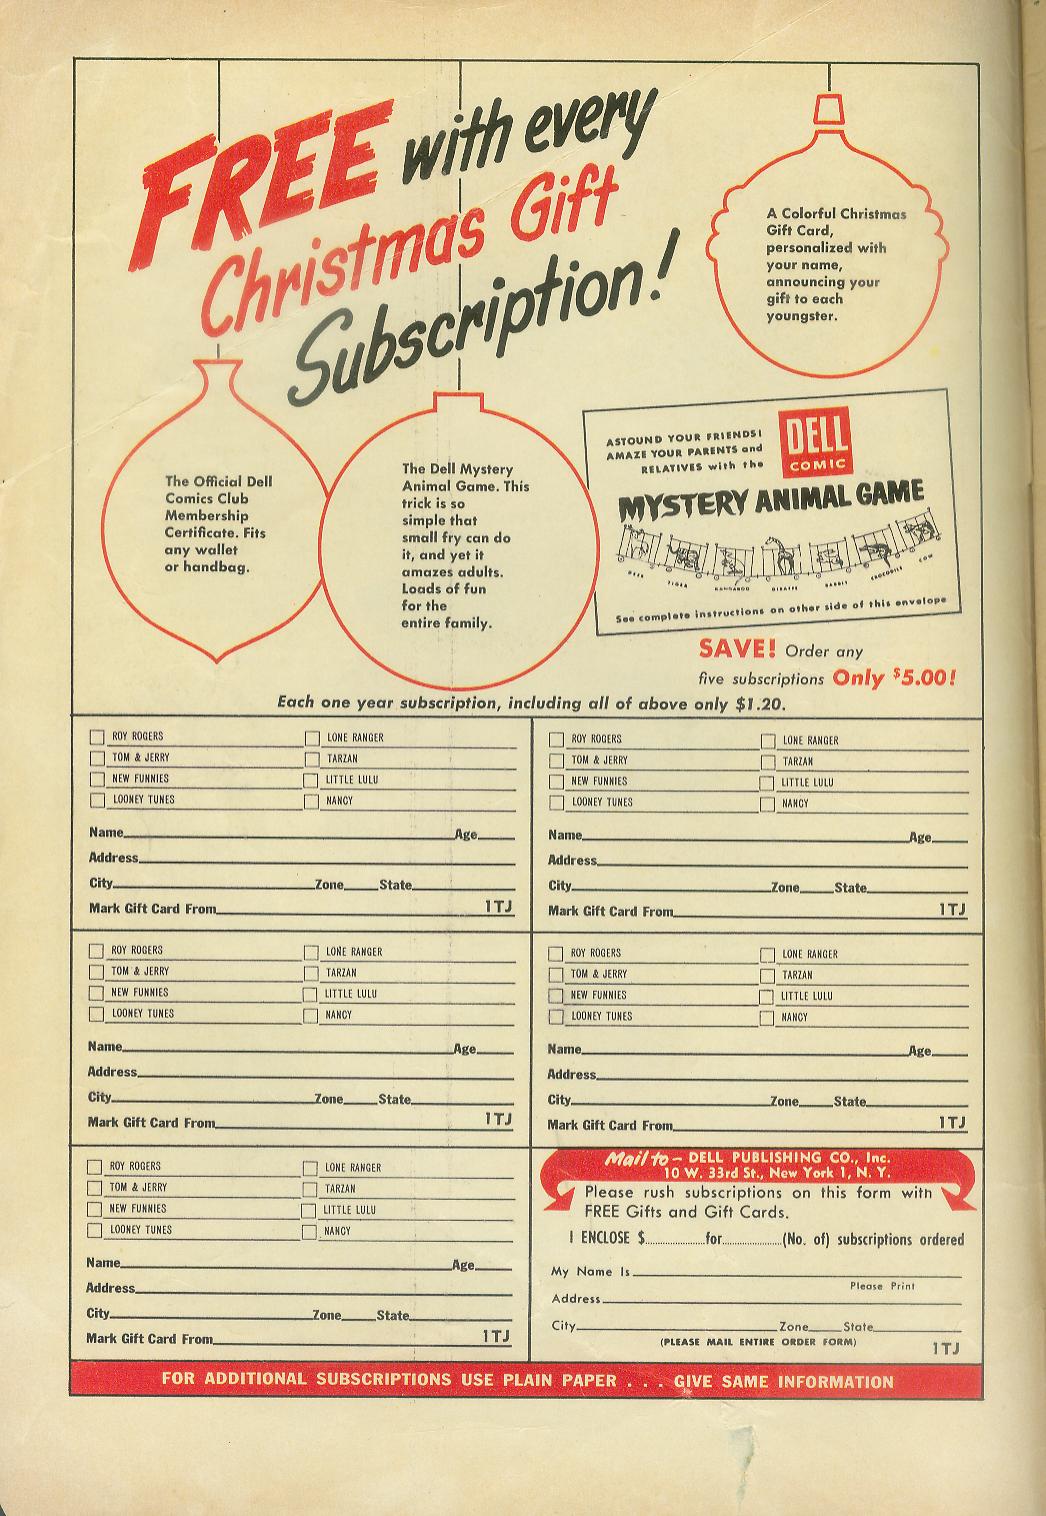 FREE with every
Christmas Gift
Subscription!
A Colorful Christmas
Gift Card,
personalized with
your name,
announcing your
gift to each
youngster.
The Official Dell
Comics Club
Membership
Certificate. Fits
any wallet
or handbag.
The Dell Mystery
Animal Game. This
trick is so
simple that
small fry can do
it, and yet it
amazes adults.
Loads of fun
for the
entire family.
ASTOUND YOUR FRIENDS!
AMAZE YOUR PARENTS and
RELATIVES with the
DELL
COMIC
MYSTERY ANIMAL GAME
DEER TIGER KANGAROO GIRAFFE RABBIT CROCODILE COW
See complete instructions on other side of this envelope
SAVE! Order any
five subscriptions Only $5.00!
Each one year subscription, including all of above only $1.20.
ROY ROGERS LONE RANGER
TOM & JERRY TARZAN
NEW FUNNIES LITTLE LULU
LOONEY TUNES NANCY
Name Age
Address
City Zone State
Mark Gift Card From 1TJ
ROY ROGERS LONE RANGER
TOM & JERRY TARZAN
NEW FUNNIES LITTLE LULU
LOONEY TUNES NANCY
Name Age
Address
City Zone State
Mark Gift Card From 1TJ
ROY ROGERS LONE RANGER
TOM & JERRY TARZAN
NEW FUNNIES LITTLE LULU
LOONEY TUNES NANCY
Name Age
Address
City Zone State
Mark Gift Card From 1TJ
ROY ROGERS LONE RANGER
TOM & JERRY TARZAN
NEW FUNNIES LITTLE LULU
LOONEY TUNES NANCY
Name Age
Address
City Zone State
Mark Gift Card From 1TJ
ROY ROGERS LONE RANGER
TOM & JERRY TARZAN
NEW FUNNIES LITTLE LULU
LOONEY TUNES NANCY
Name Age
Address
City Zone State
Mark Gift Card From 1TJ
Mail to – DELL PUBLISHING CO., Inc.
10 W. 33rd St., New York 1, N. Y.
Please rush subscriptions on this form with
FREE Gifts and Gift Cards.
I ENCLOSE $ for (No. of) subscriptions ordered
My Name Is
Please Print
Address
City Zone State
(PLEASE MAIL ENTIRE ORDER FORM)
1TJ
FOR ADDITIONAL SUBSCRIPTIONS USE PLAIN PAPER . . . GIVE SAME INFORMATION